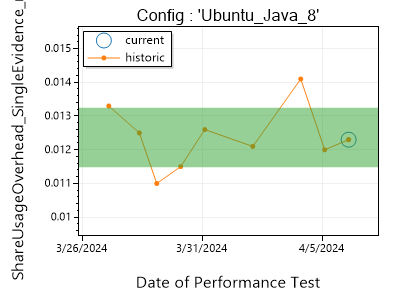 Config : 'Ubuntu_Java_8'
ShareUsageOverhead_SingleEvidence_
current
historic
0.015
0.014
0.013
0.012
0.011
0.01
3/26/2024
3/31/2024
4/5/2024
Date of Performance Test